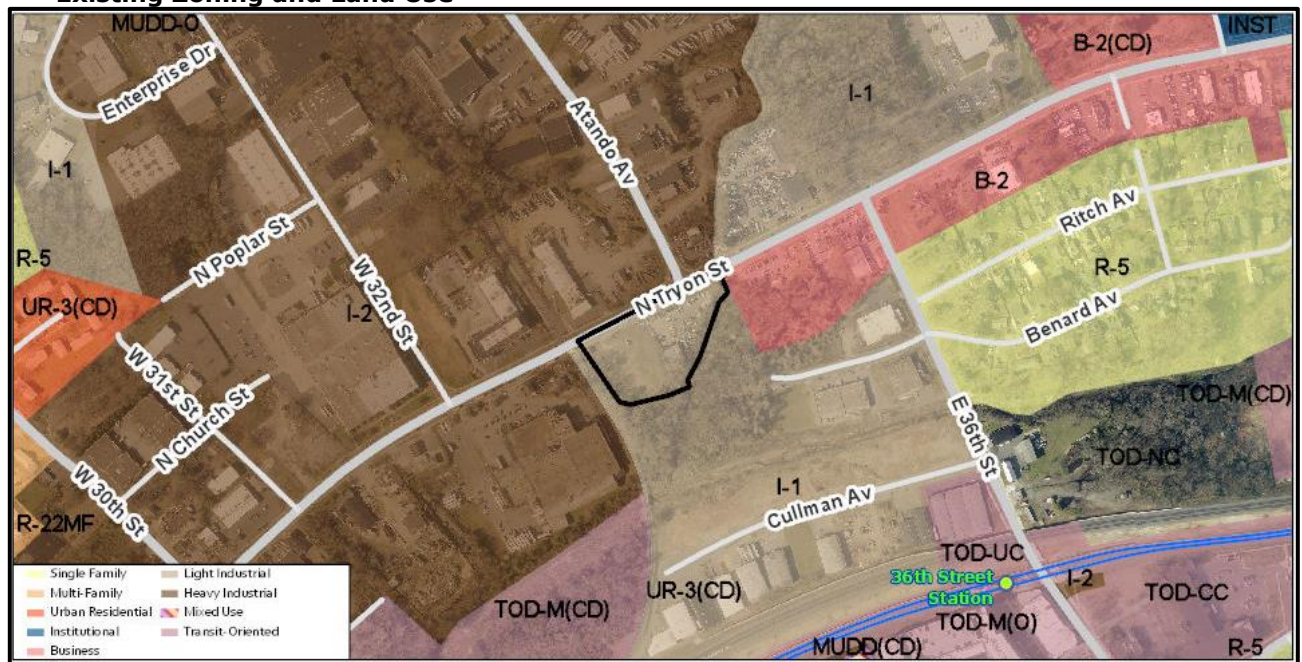 Existing Zoning and Land Use
MUDD-O
INST
B-2(CD)
Enterprise Dr
Atando Av
I-1
I-1
B-2
Ritch Av
N Poplar St
R-5
R-5
W 32nd St
N Tryon St
UR-3(CD)
I-2
Benard Av
W 31st St
N Church St
TOD-M(CD)
E 36th St
TOD-NC
W 30th St
I-1
Cullman Av
R-22MF
TOD-UC
36th Street
Station
I-2
UR-3(CD)
TOD-M(CD)
TOD-CC
TOD-M(O)
MUDD(CD)
R-5
Single Family
Multi-Family
Urban Residential
Institutional
Business
Light Industrial
Heavy Industrial
Mixed Use
Transit-Oriented